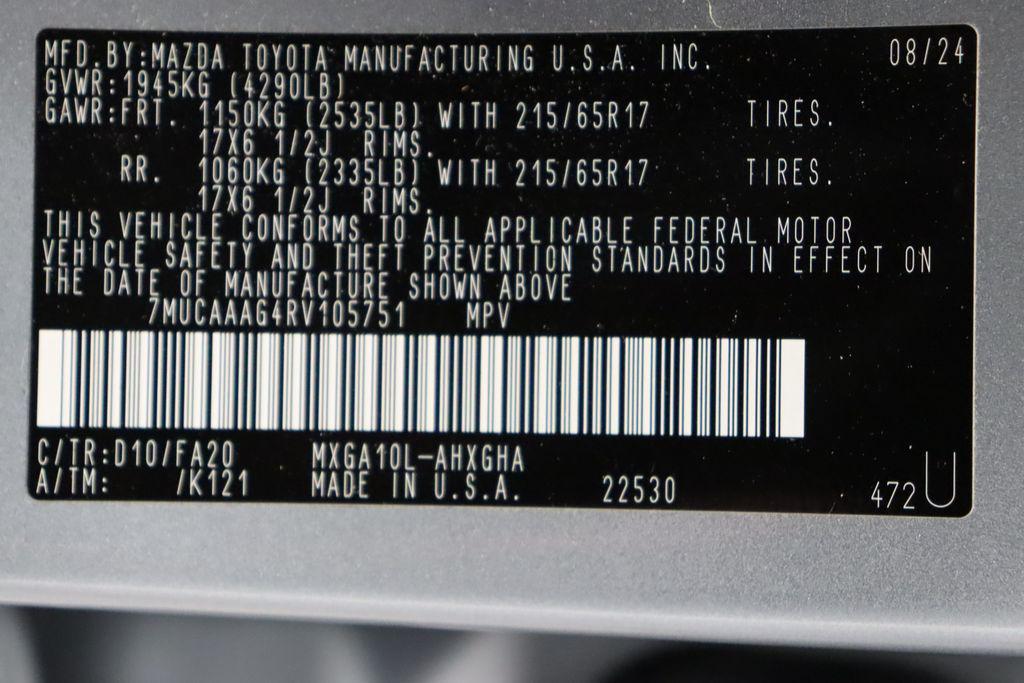 MFD.BY:MAZDA TOYOTA MANUFACTURING U.S.A. INC. 08/24
GVWR:1945KG (4290LB)
GAWR:FRT. 1150KG (2535LB) WITH 215/65R17 TIRES.
17X6 1/2J RIMS.
RR. 1060KG (2335LB) WITH 215/65R17 TIRES.
17X6 1/2J RIMS.
THIS VEHICLE CONFORMS TO ALL APPLICABLE FEDERAL MOTOR
VEHICLE SAFETY AND THEFT PREVENTION STANDARDS IN EFFECT ON
THE DATE OF MANUFACTURE SHOWN ABOVE
7MUCAAAG4RV105751 MPV
C/TR:D10/FA20 MXGA10L-AHXGHA
A/TM: /K121 MADE IN U.S.A. 22530 472U